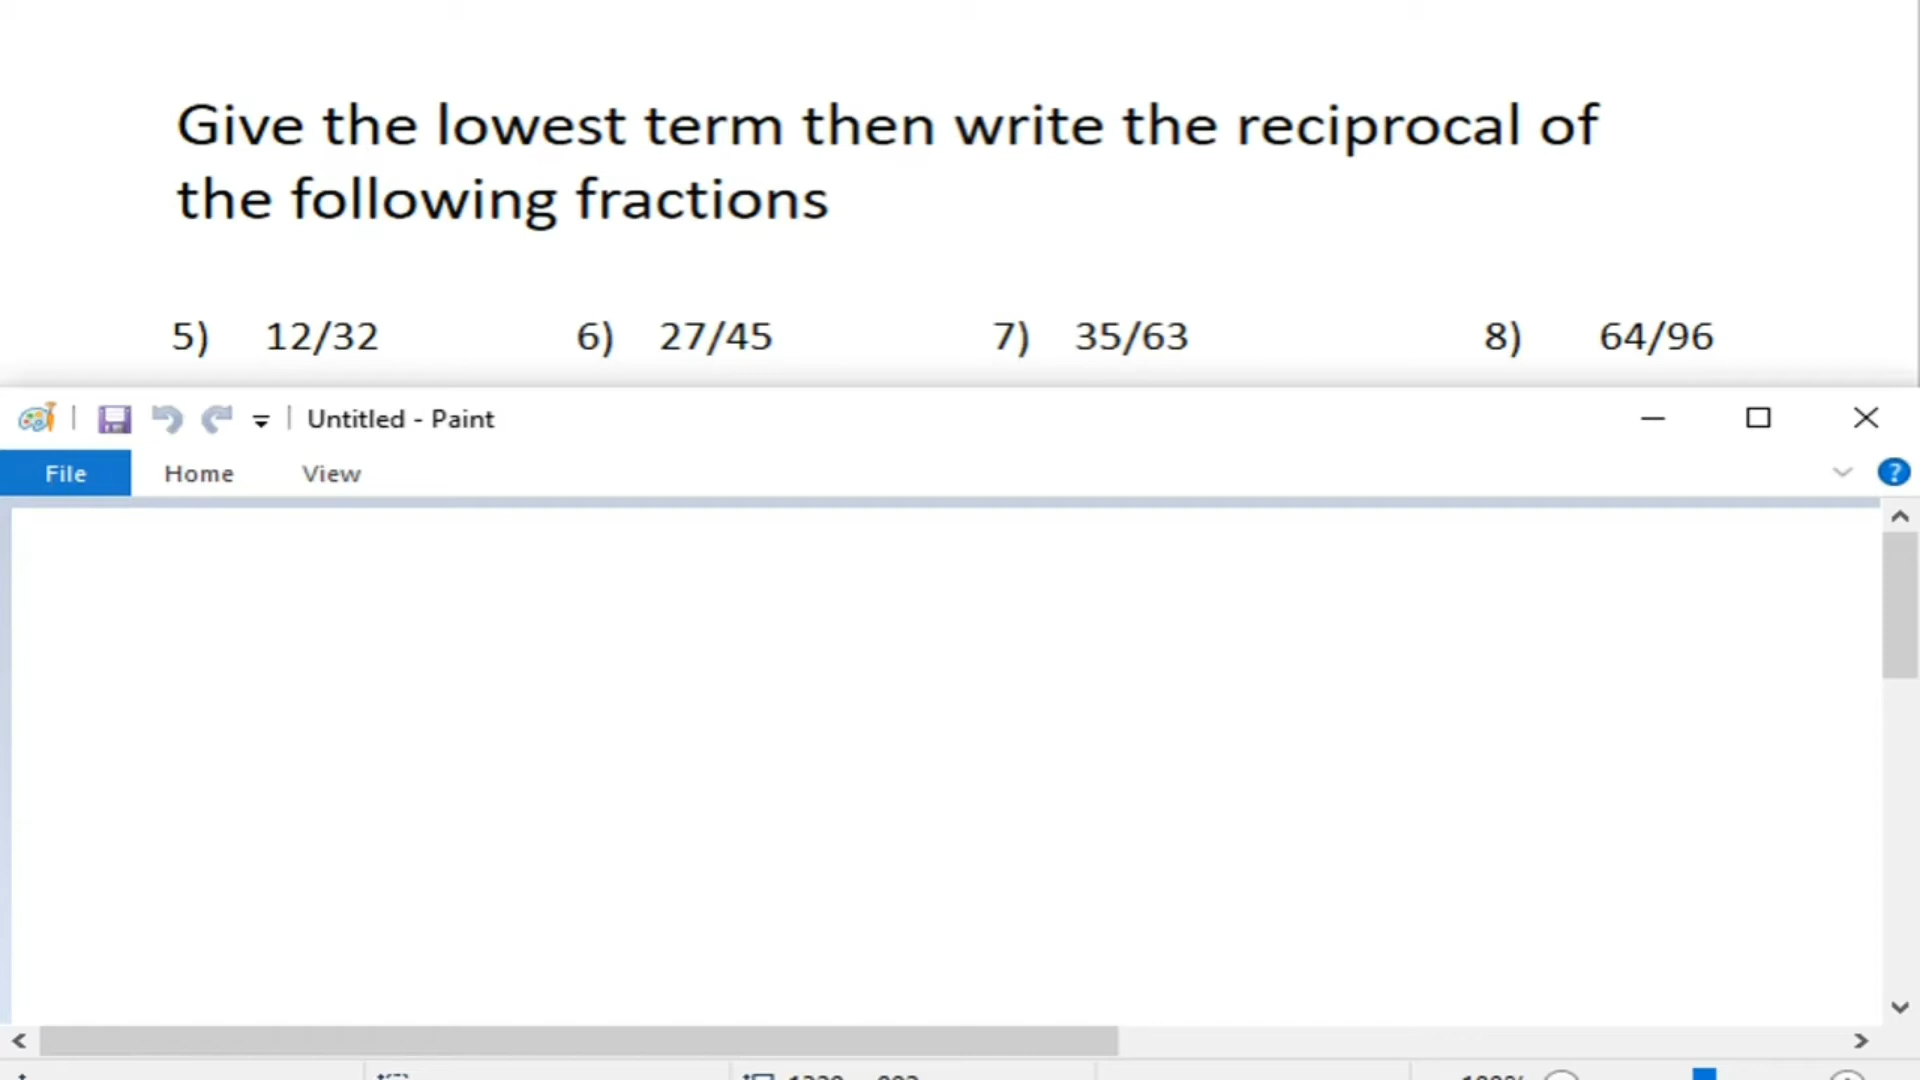 Give the lowest term then write the reciprocal of
the following fractions
5) 12/32 6) 27/45 7) 35/63 8) 64/96
Untitled - Paint
File Home View